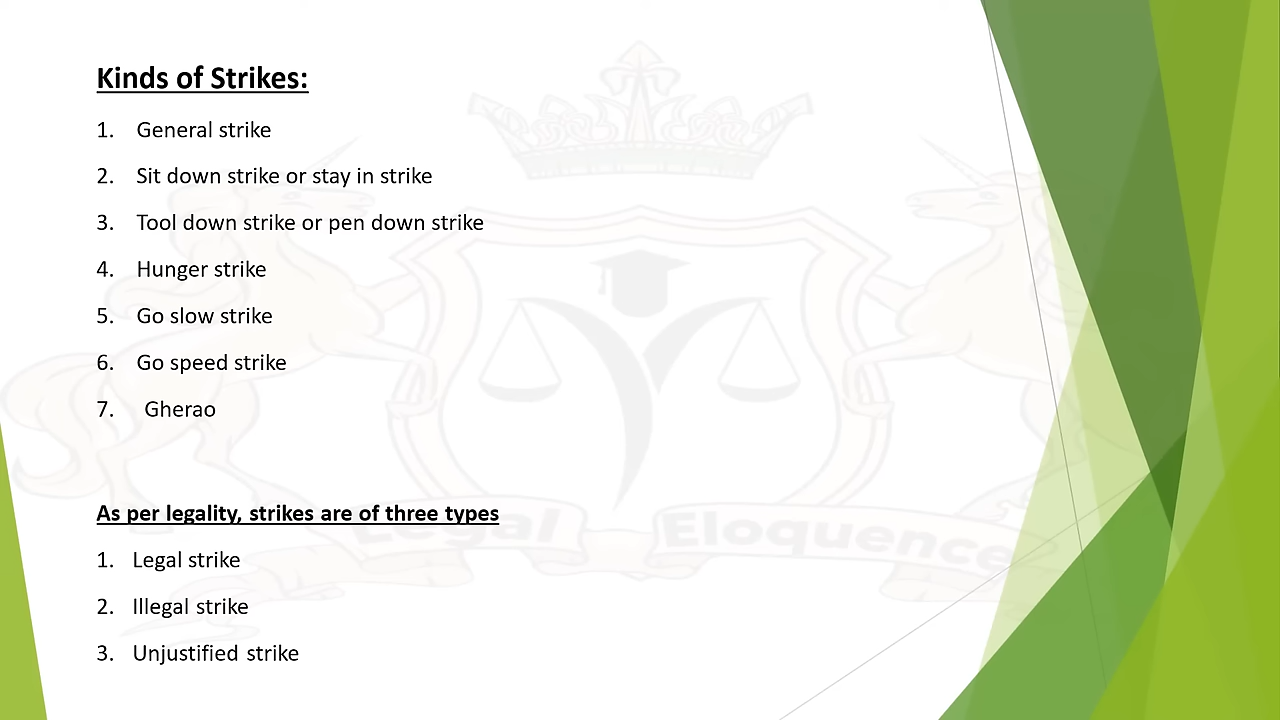 Kinds of Strikes:
1. General strike
2. Sit down strike or stay in strike
3. Tool down strike or pen down strike
4. Hunger strike
5. Go slow strike
6. Go speed strike
7. Gherao
As per legality, strikes are of three types
Legal Eloquence
1. Legal strike
2. Illegal strike
3. Unjustified strike